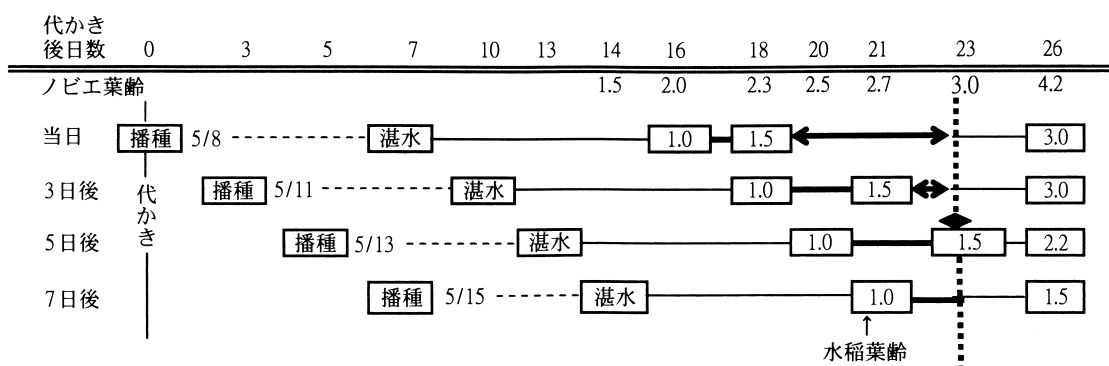 代かき
後日数 0 3 5 7 10 13 14 16 18 20 21 23 26
ノビエ葉齢 1.5 2.0 2.3 2.5 2.7 3.0 4.2
当日 播種 5/8 湛水 1.0 1.5 3.0
3日後 播種 5/11 湛水 1.0 1.5 3.0
代かき
5日後 播種 5/13 湛水 1.0 1.5 2.2
7日後 播種 5/15 湛水 1.0 1.5
水稲葉齢